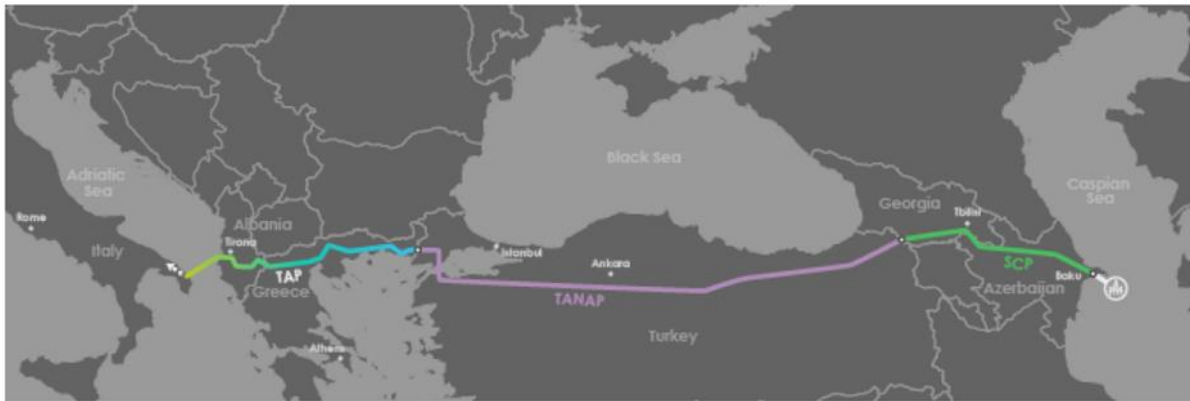 Black Sea
Adriatic
Sea
Caspian
Sea
Georgia
Tbilisi
Rome
Albania
Tirana
Italy
Istanbul
Ankara
TAP
Greece
SCP
Baku
Azerbaijan
TANAP
Turkey
Athens